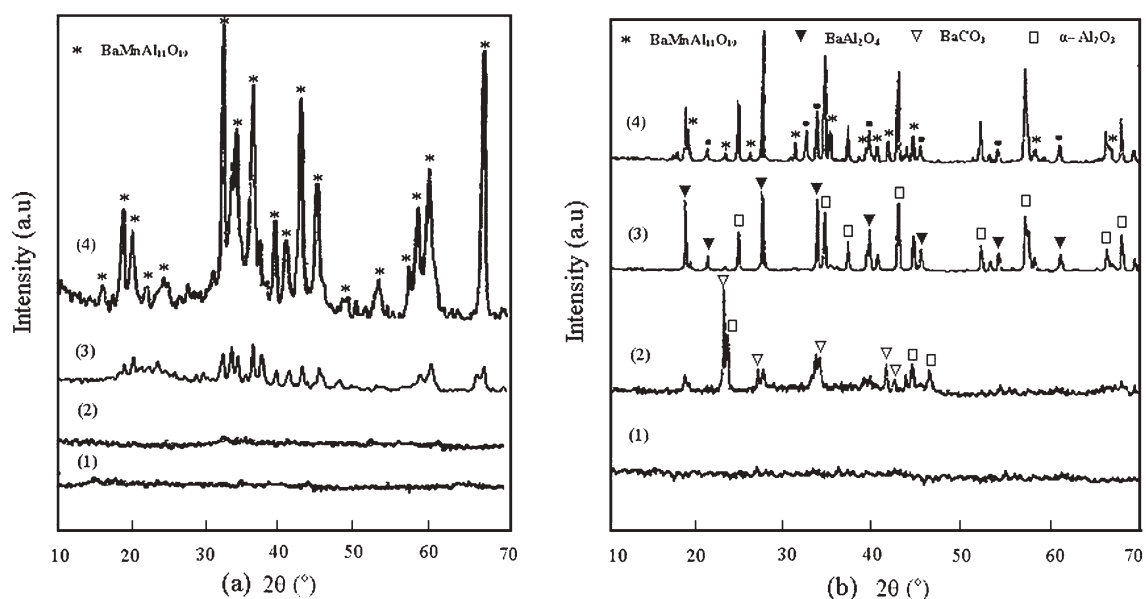 * BaMnAl₁₁O₁₉
(4)
(3)
(2)
(1)
Intensity (a.u)
10 20 30 40 50 60 70
(a) 2θ (°)
* BaMnAl₁₁O₁₉ ▼ BaAl₂O₄ ▽ BaCO₃ □ α– Al₂O₃
(4)
(3)
(2)
(1)
Intensity (a.u)
10 20 30 40 50 60 70
(b) 2θ (°)